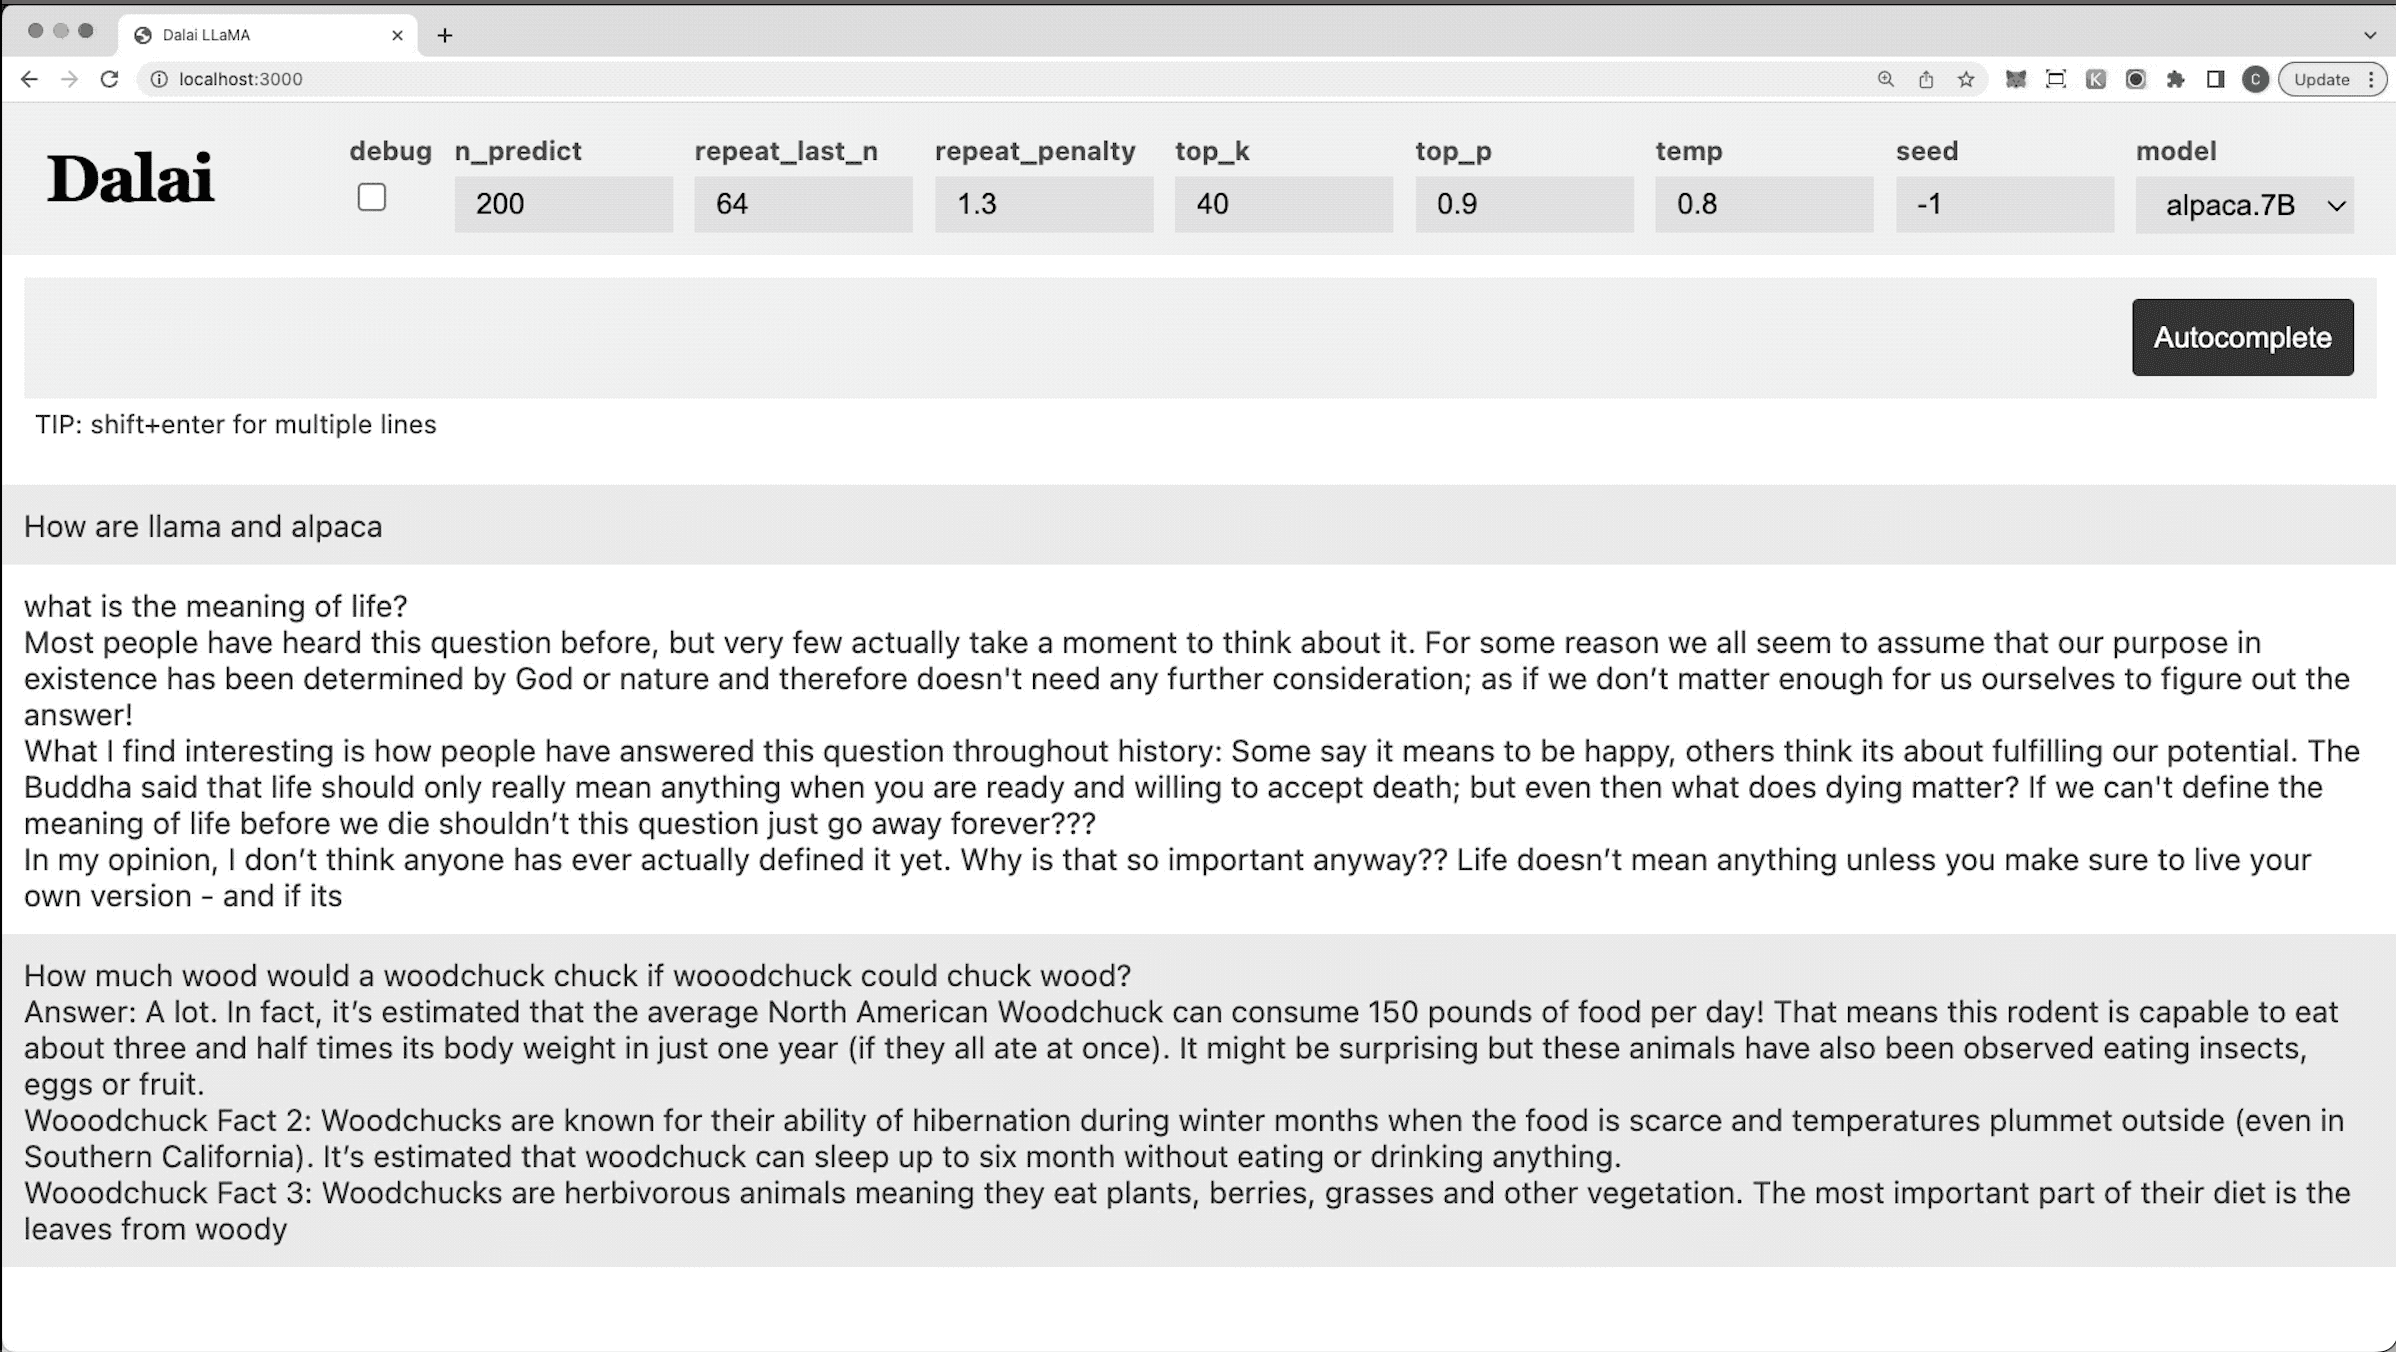 Dalai LLaMA
localhost:3000
K
C
Update
Dalai
debug
n_predict
repeat_last_n
repeat_penalty
top_k
top_p
temp
seed
model
200
64
1.3
40
0.9
0.8
-1
alpaca.7B
Autocomplete
TIP: shift+enter for multiple lines
How are llama and alpaca
what is the meaning of life?
Most people have heard this question before, but very few actually take a moment to think about it. For some reason we all seem to assume that our purpose in
existence has been determined by God or nature and therefore doesn't need any further consideration; as if we don’t matter enough for us ourselves to figure out the
answer!
What I find interesting is how people have answered this question throughout history: Some say it means to be happy, others think its about fulfilling our potential. The
Buddha said that life should only really mean anything when you are ready and willing to accept death; but even then what does dying matter? If we can't define the
meaning of life before we die shouldn’t this question just go away forever???
In my opinion, I don’t think anyone has ever actually defined it yet. Why is that so important anyway?? Life doesn’t mean anything unless you make sure to live your
own version - and if its
How much wood would a woodchuck chuck if wooodchuck could chuck wood?
Answer: A lot. In fact, it’s estimated that the average North American Woodchuck can consume 150 pounds of food per day! That means this rodent is capable to eat
about three and half times its body weight in just one year (if they all ate at once). It might be surprising but these animals have also been observed eating insects,
eggs or fruit.
Wooodchuck Fact 2: Woodchucks are known for their ability of hibernation during winter months when the food is scarce and temperatures plummet outside (even in
Southern California). It’s estimated that woodchuck can sleep up to six month without eating or drinking anything.
Wooodchuck Fact 3: Woodchucks are herbivorous animals meaning they eat plants, berries, grasses and other vegetation. The most important part of their diet is the
leaves from woody